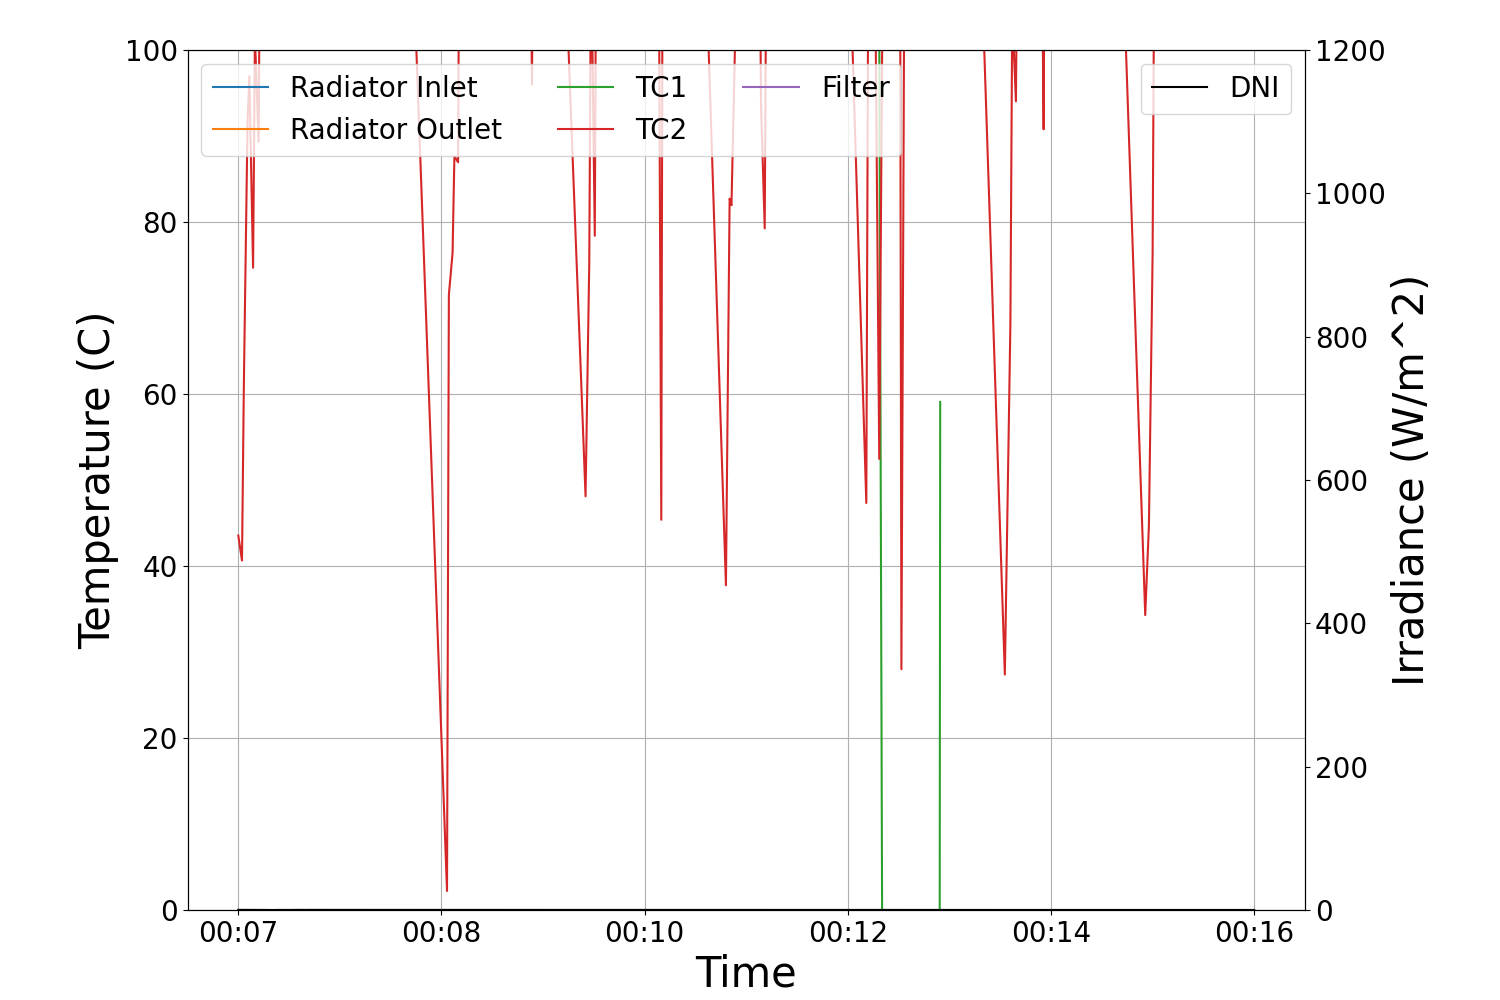 100
80
60
40
20
0
Temperature (C)
Radiator Inlet
Radiator Outlet
TC1
TC2
Filter
DNI
1200
1000
800
600
400
200
0
Irradiance (W/m^2)
00:07 00:08 00:10 00:12 00:14 00:16
Time